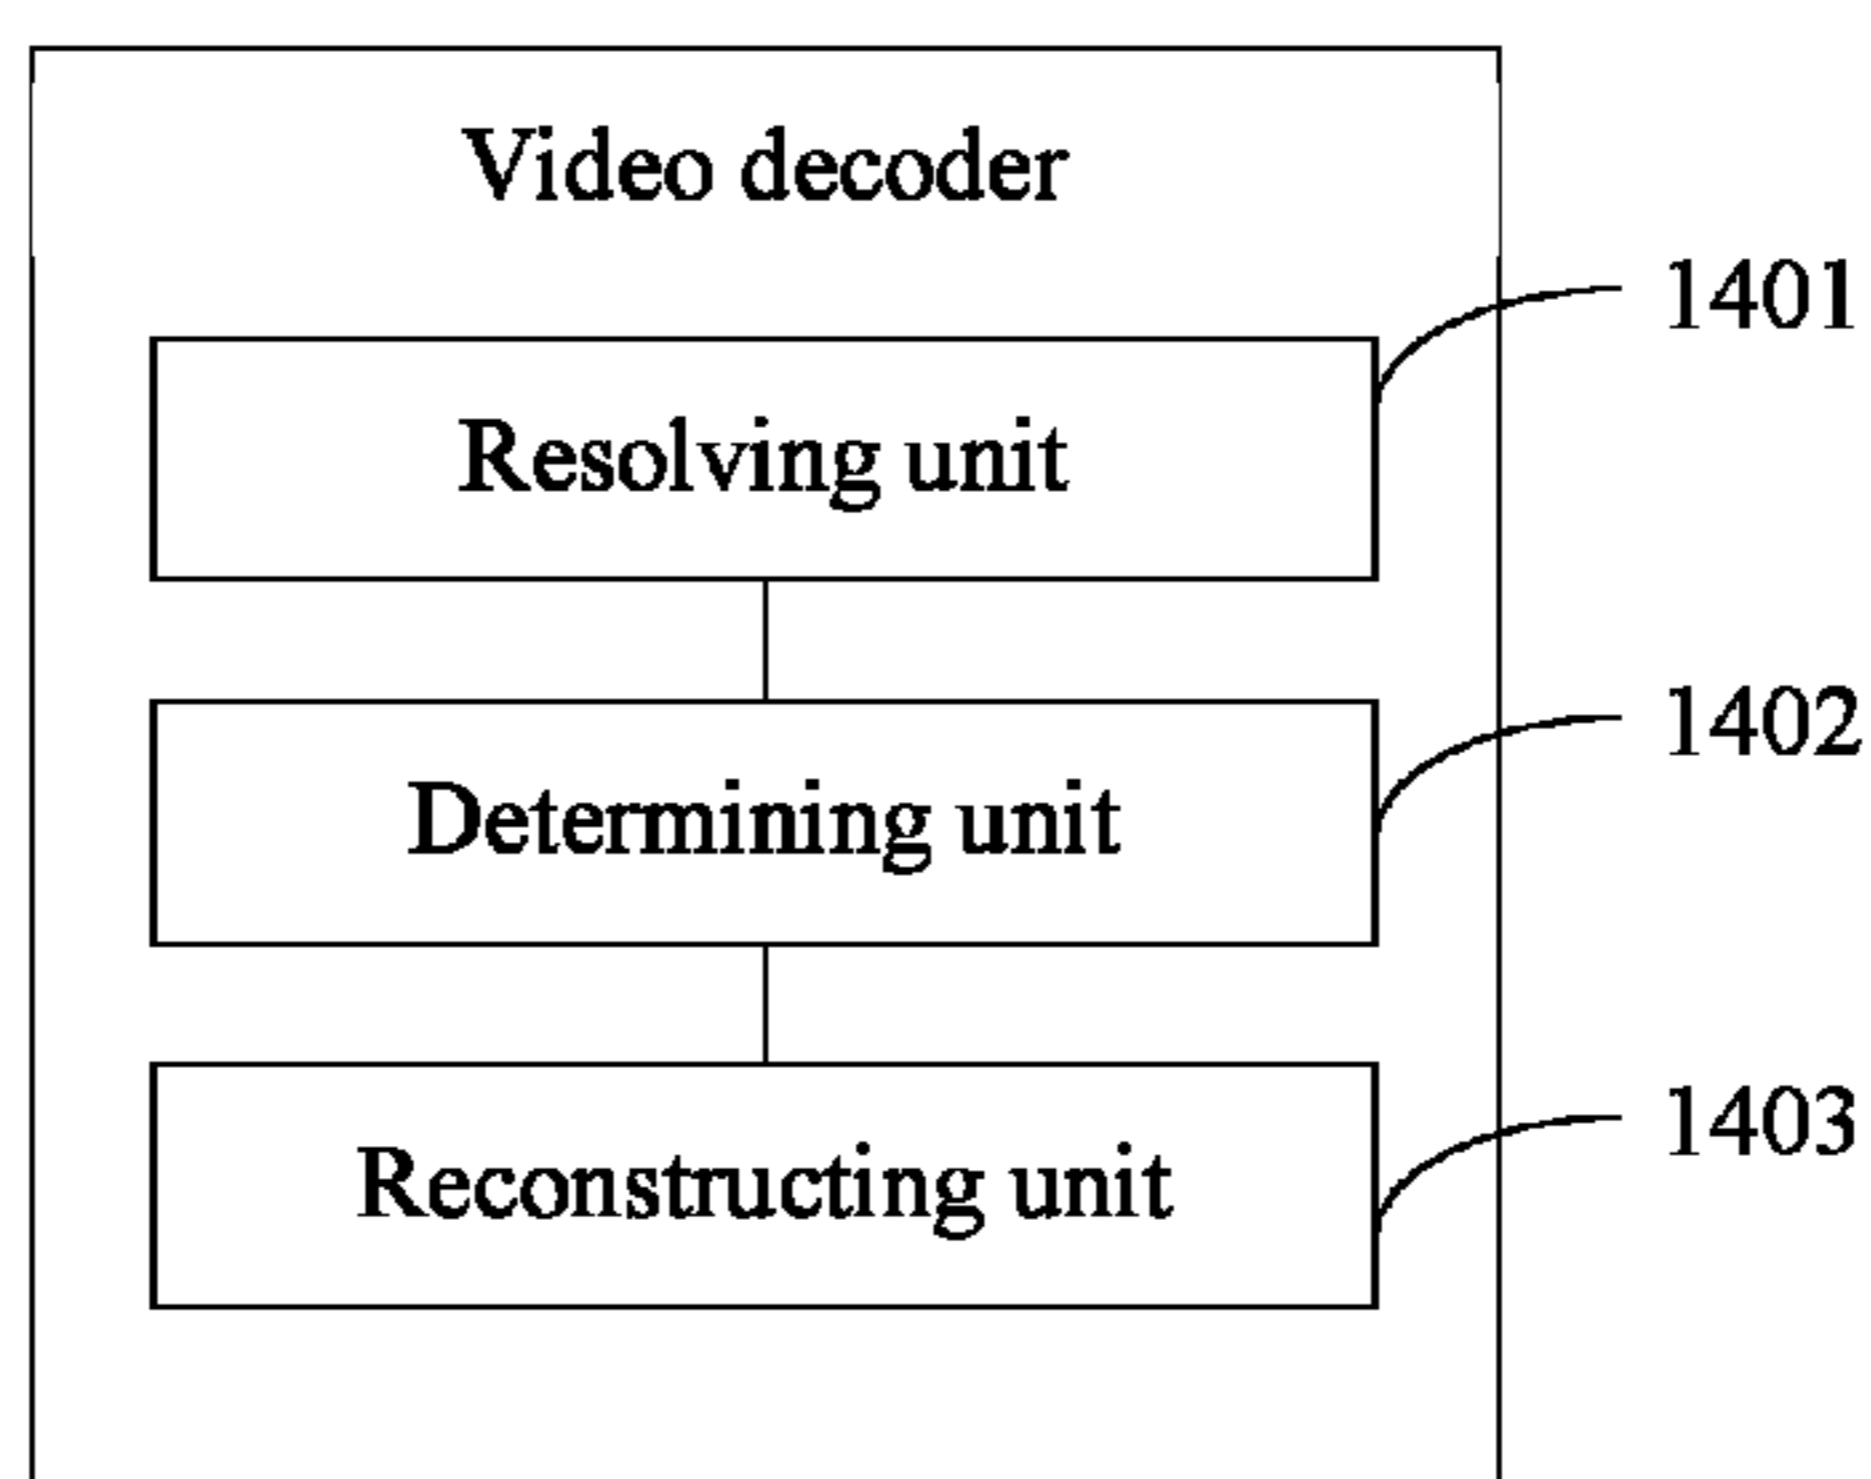 Video decoder
1401
Resolving unit
1402
Determining unit
1403
Reconstructing unit